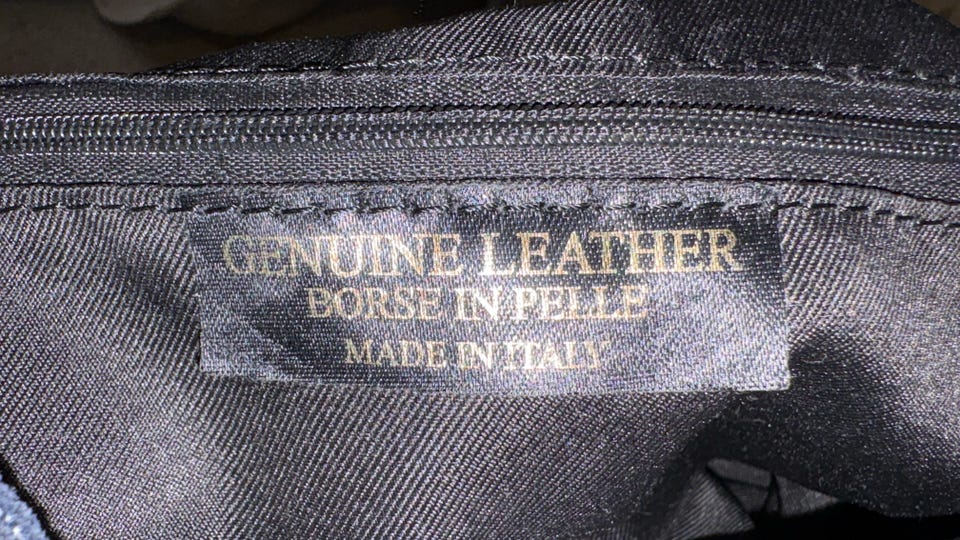 GENUINE LEATHER
BORSE IN PELLE
MADE IN ITALY